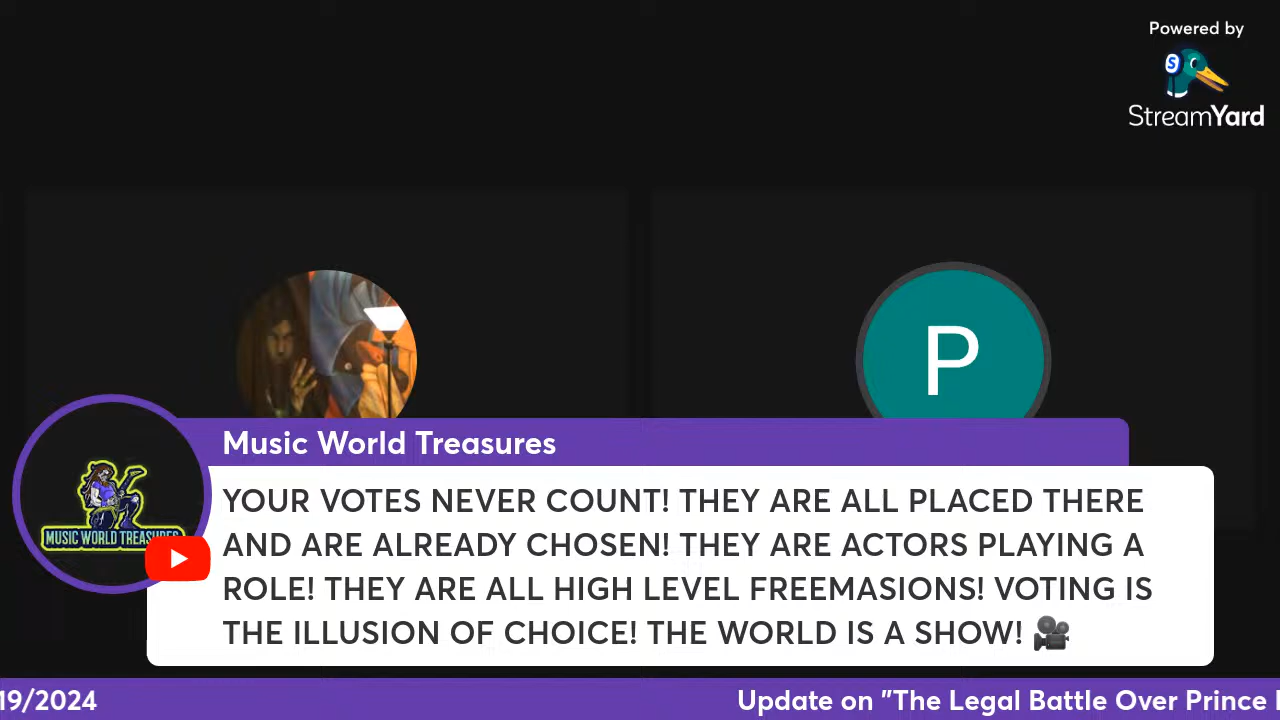 Powered by
StreamYard
S
P
Music World Treasures
YOUR VOTES NEVER COUNT! THEY ARE ALL PLACED THERE
AND ARE ALREADY CHOSEN! THEY ARE ACTORS PLAYING A
ROLE! THEY ARE ALL HIGH LEVEL FREEMASIONS! VOTING IS
THE ILLUSION OF CHOICE! THE WORLD IS A SHOW! 🎥
MUSIC WORLD TREASURES
19/2024
Update on "The Legal Battle Over Prince